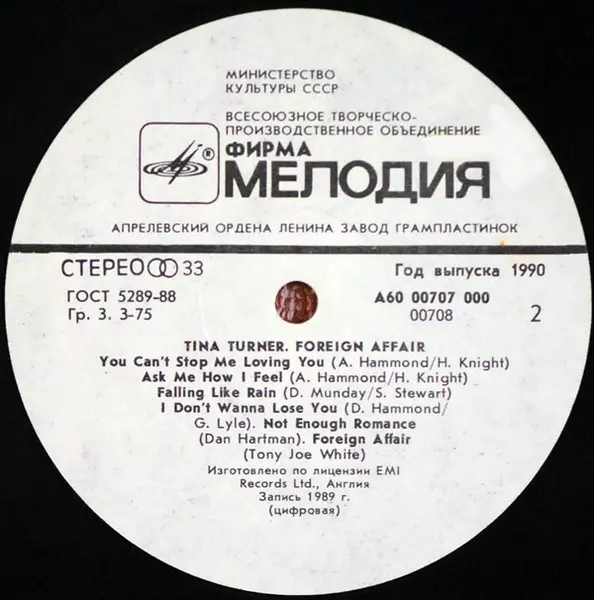 МИНИСТЕРСТВО
КУЛЬТУРЫ СССР
ВСЕСОЮЗНОЕ ТВОРЧЕСКО-
ПРОИЗВОДСТВЕННОЕ ОБЪЕДИНЕНИЕ
ФИРМА
®
МЕЛОДИЯ
АПРЕЛЕВСКИЙ ОРДЕНА ЛЕНИНА ЗАВОД ГРАМПЛАСТИНОК
СТЕРЕО 33
Год выпуска 1990
ГОСТ 5289-88
А60 00707 000
Гр. 3. 3-75
00708
2
TINA TURNER. FOREIGN AFFAIR
You Can't Stop Me Loving You (A. Hammond/H. Knight)
Ask Me How I Feel (A. Hammond/H. Knight)
Falling Like Rain (D. Munday/S. Stewart)
I Don't Wanna Lose You (D. Hammond/
G. Lyle). Not Enough Romance
(Dan Hartman). Foreign Affair
(Tony Joe White)
Изготовлено по лицензии EMI
Records Ltd., Англия
Запись 1989 г.
(цифровая)